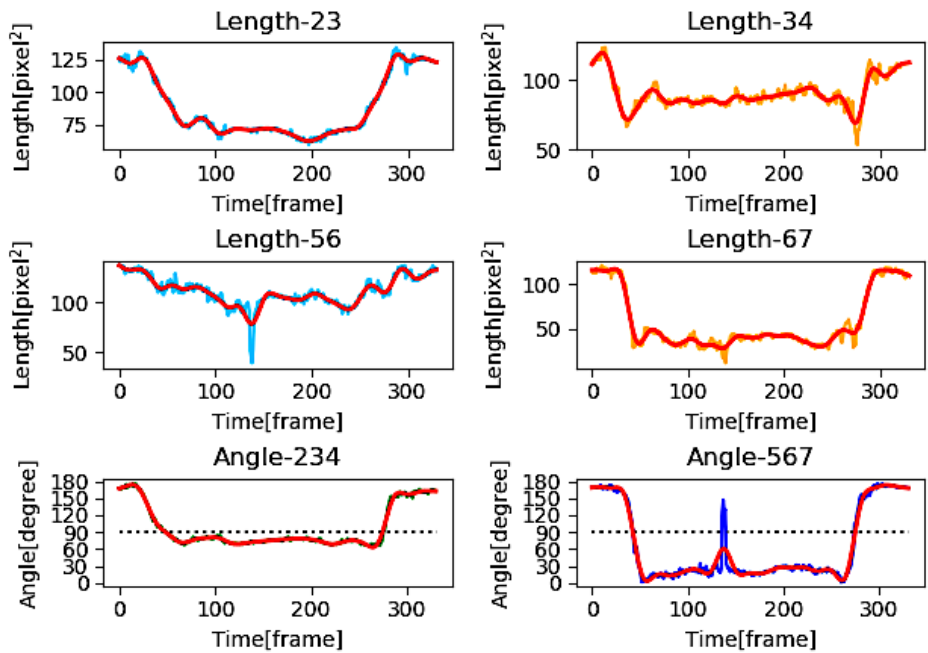 Length-23
Length[pixel²]
125
100
75
0 100 200 300
Time[frame]
Length-34
Length[pixel²]
100
50
0 100 200 300
Time[frame]
Length-56
Length[pixel²]
100
50
0 100 200 300
Time[frame]
Length-67
Length[pixel²]
100
50
0 100 200 300
Time[frame]
Angle-234
Angle[degree]
180
150
120
90
60
30
0
0 100 200 300
Time[frame]
Angle-567
Angle[degree]
180
150
120
90
60
30
0
0 100 200 300
Time[frame]